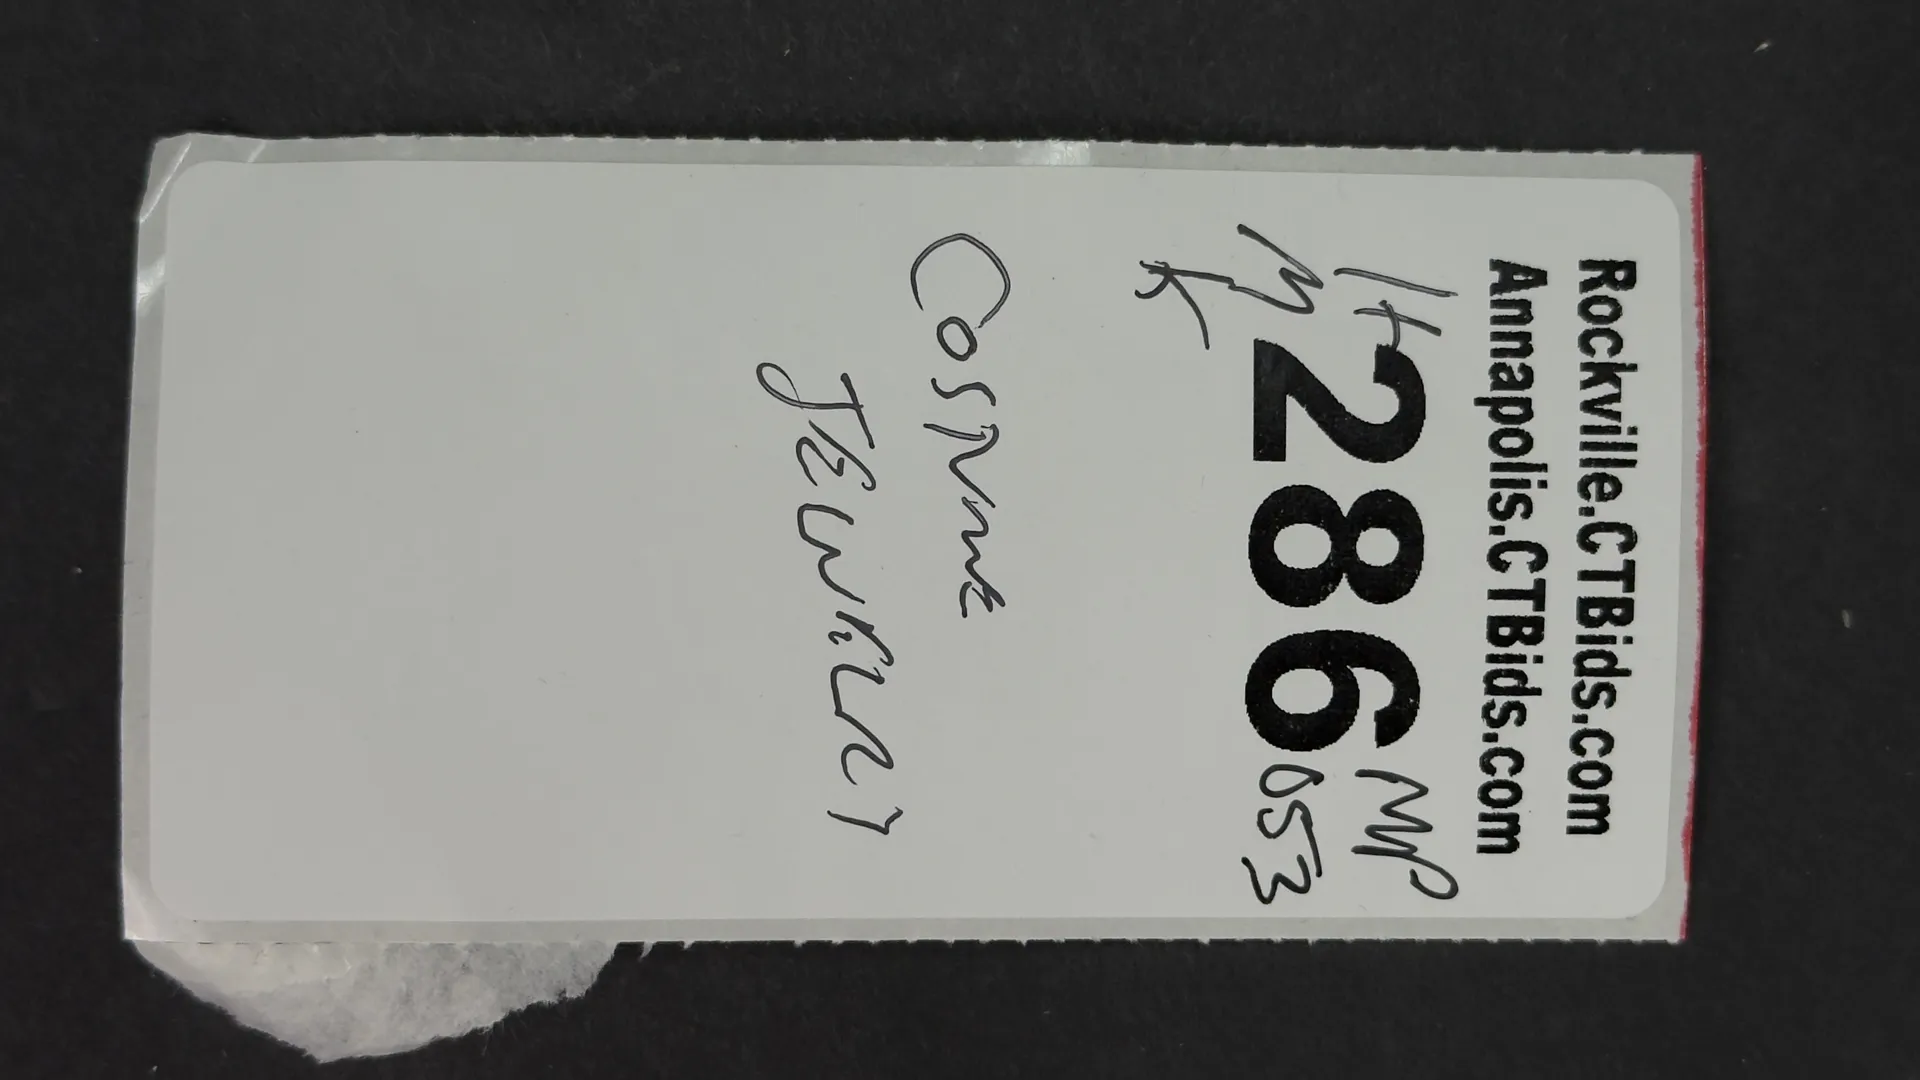 Rockville.CTBids.com
Annapolis.CTBids.com
286
MP
053
Costume
JEWELRY